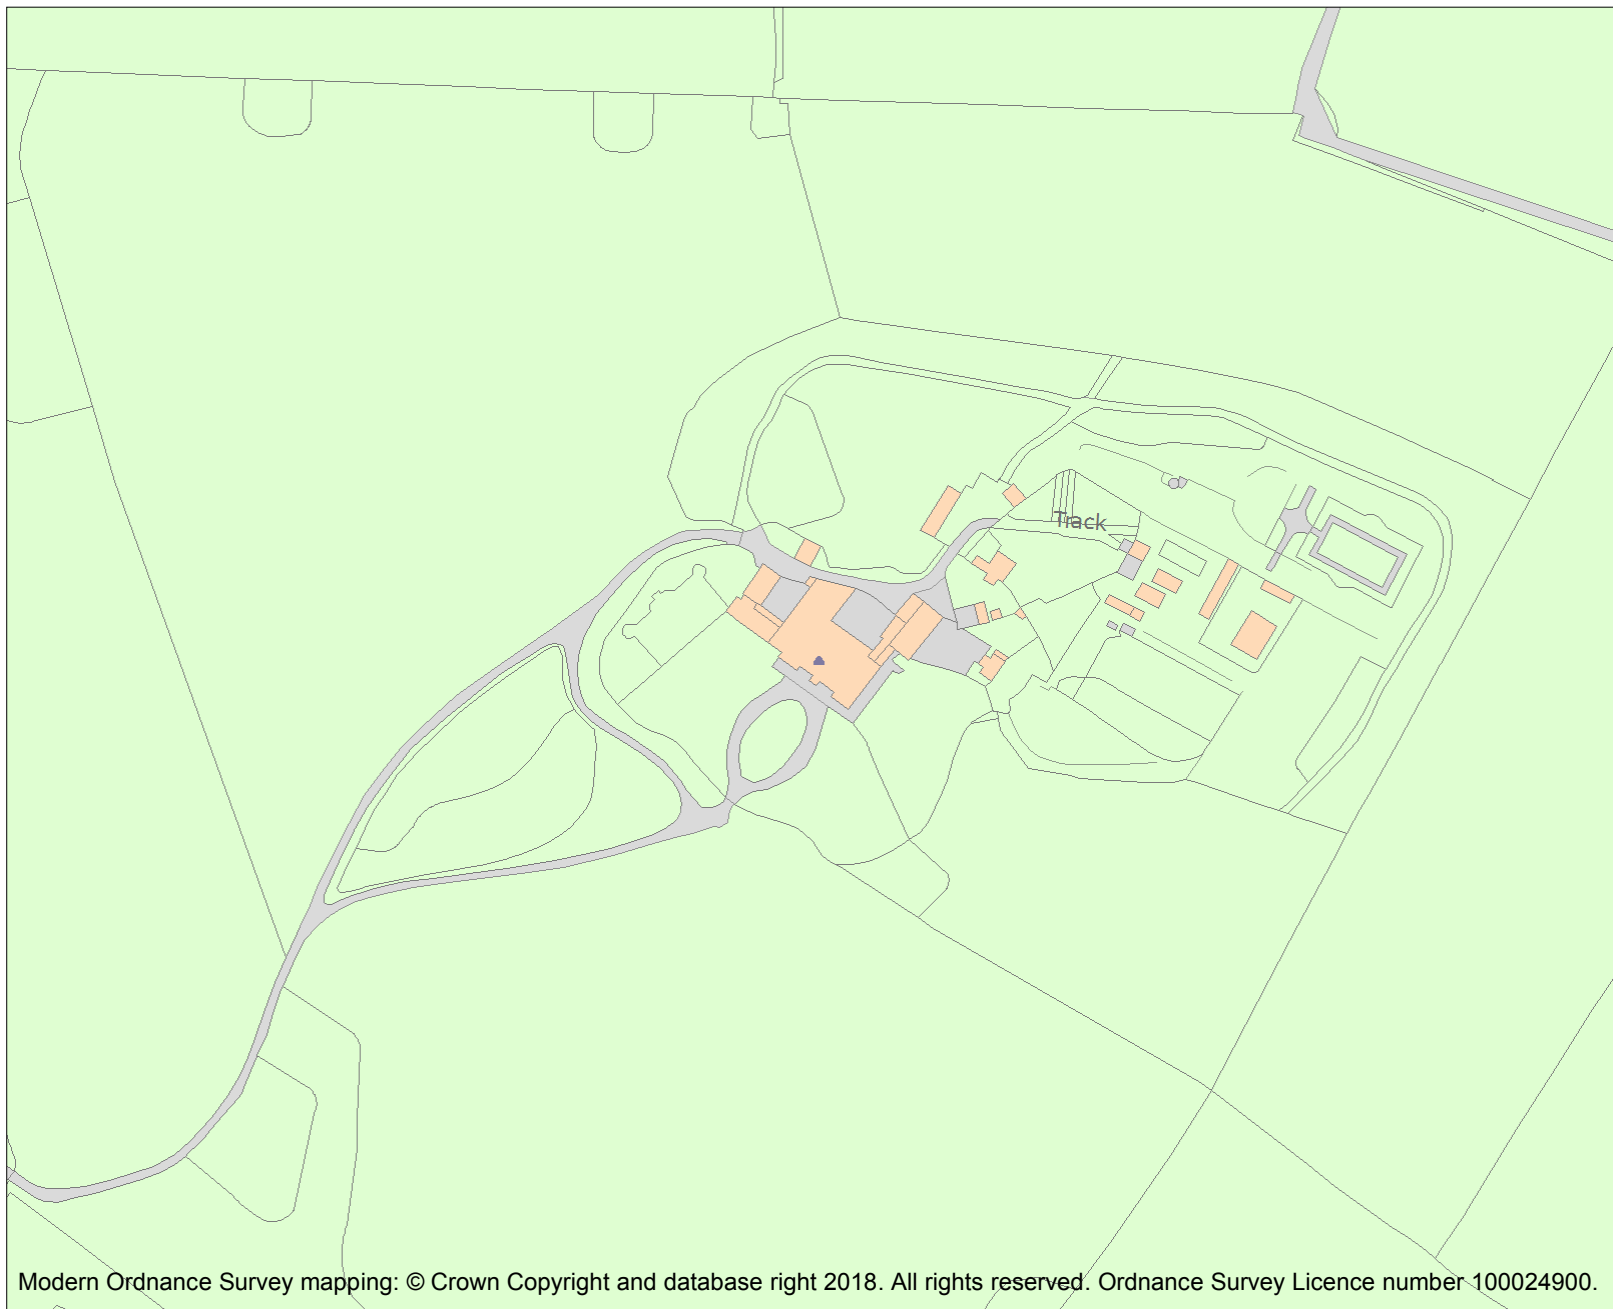 Track
Modern Ordnance Survey mapping: © Crown Copyright and database right 2018. All rights reserved. Ordnance Survey Licence number 100024900.